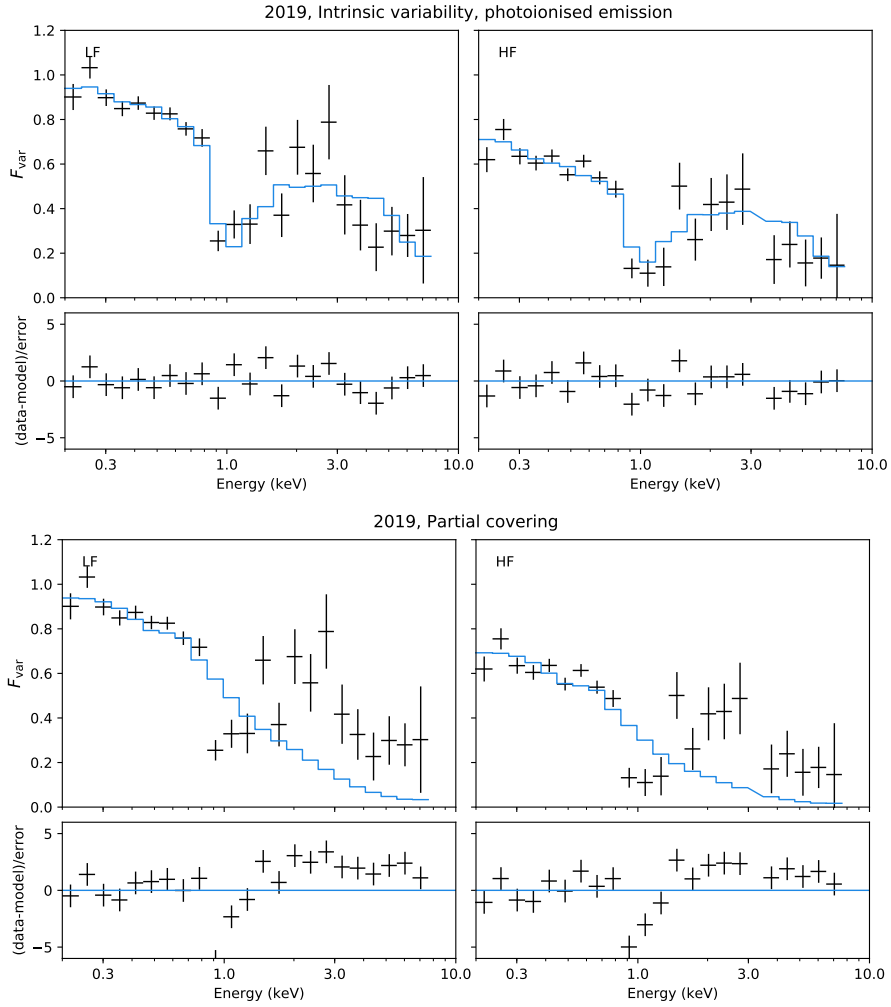 2019, Intrinsic variability, photoionised emission
LF
HF
1.2
1.0
0.8
0.6
0.4
0.2
0.0
Fvar
5
0
−5
(data-model)/error
0.3
1.0
3.0
10.0
0.3
1.0
3.0
10.0
Energy (keV)
Energy (keV)
2019, Partial covering
LF
HF
1.2
1.0
0.8
0.6
0.4
0.2
0.0
Fvar
5
0
−5
(data-model)/error
0.3
1.0
3.0
10.0
0.3
1.0
3.0
10.0
Energy (keV)
Energy (keV)